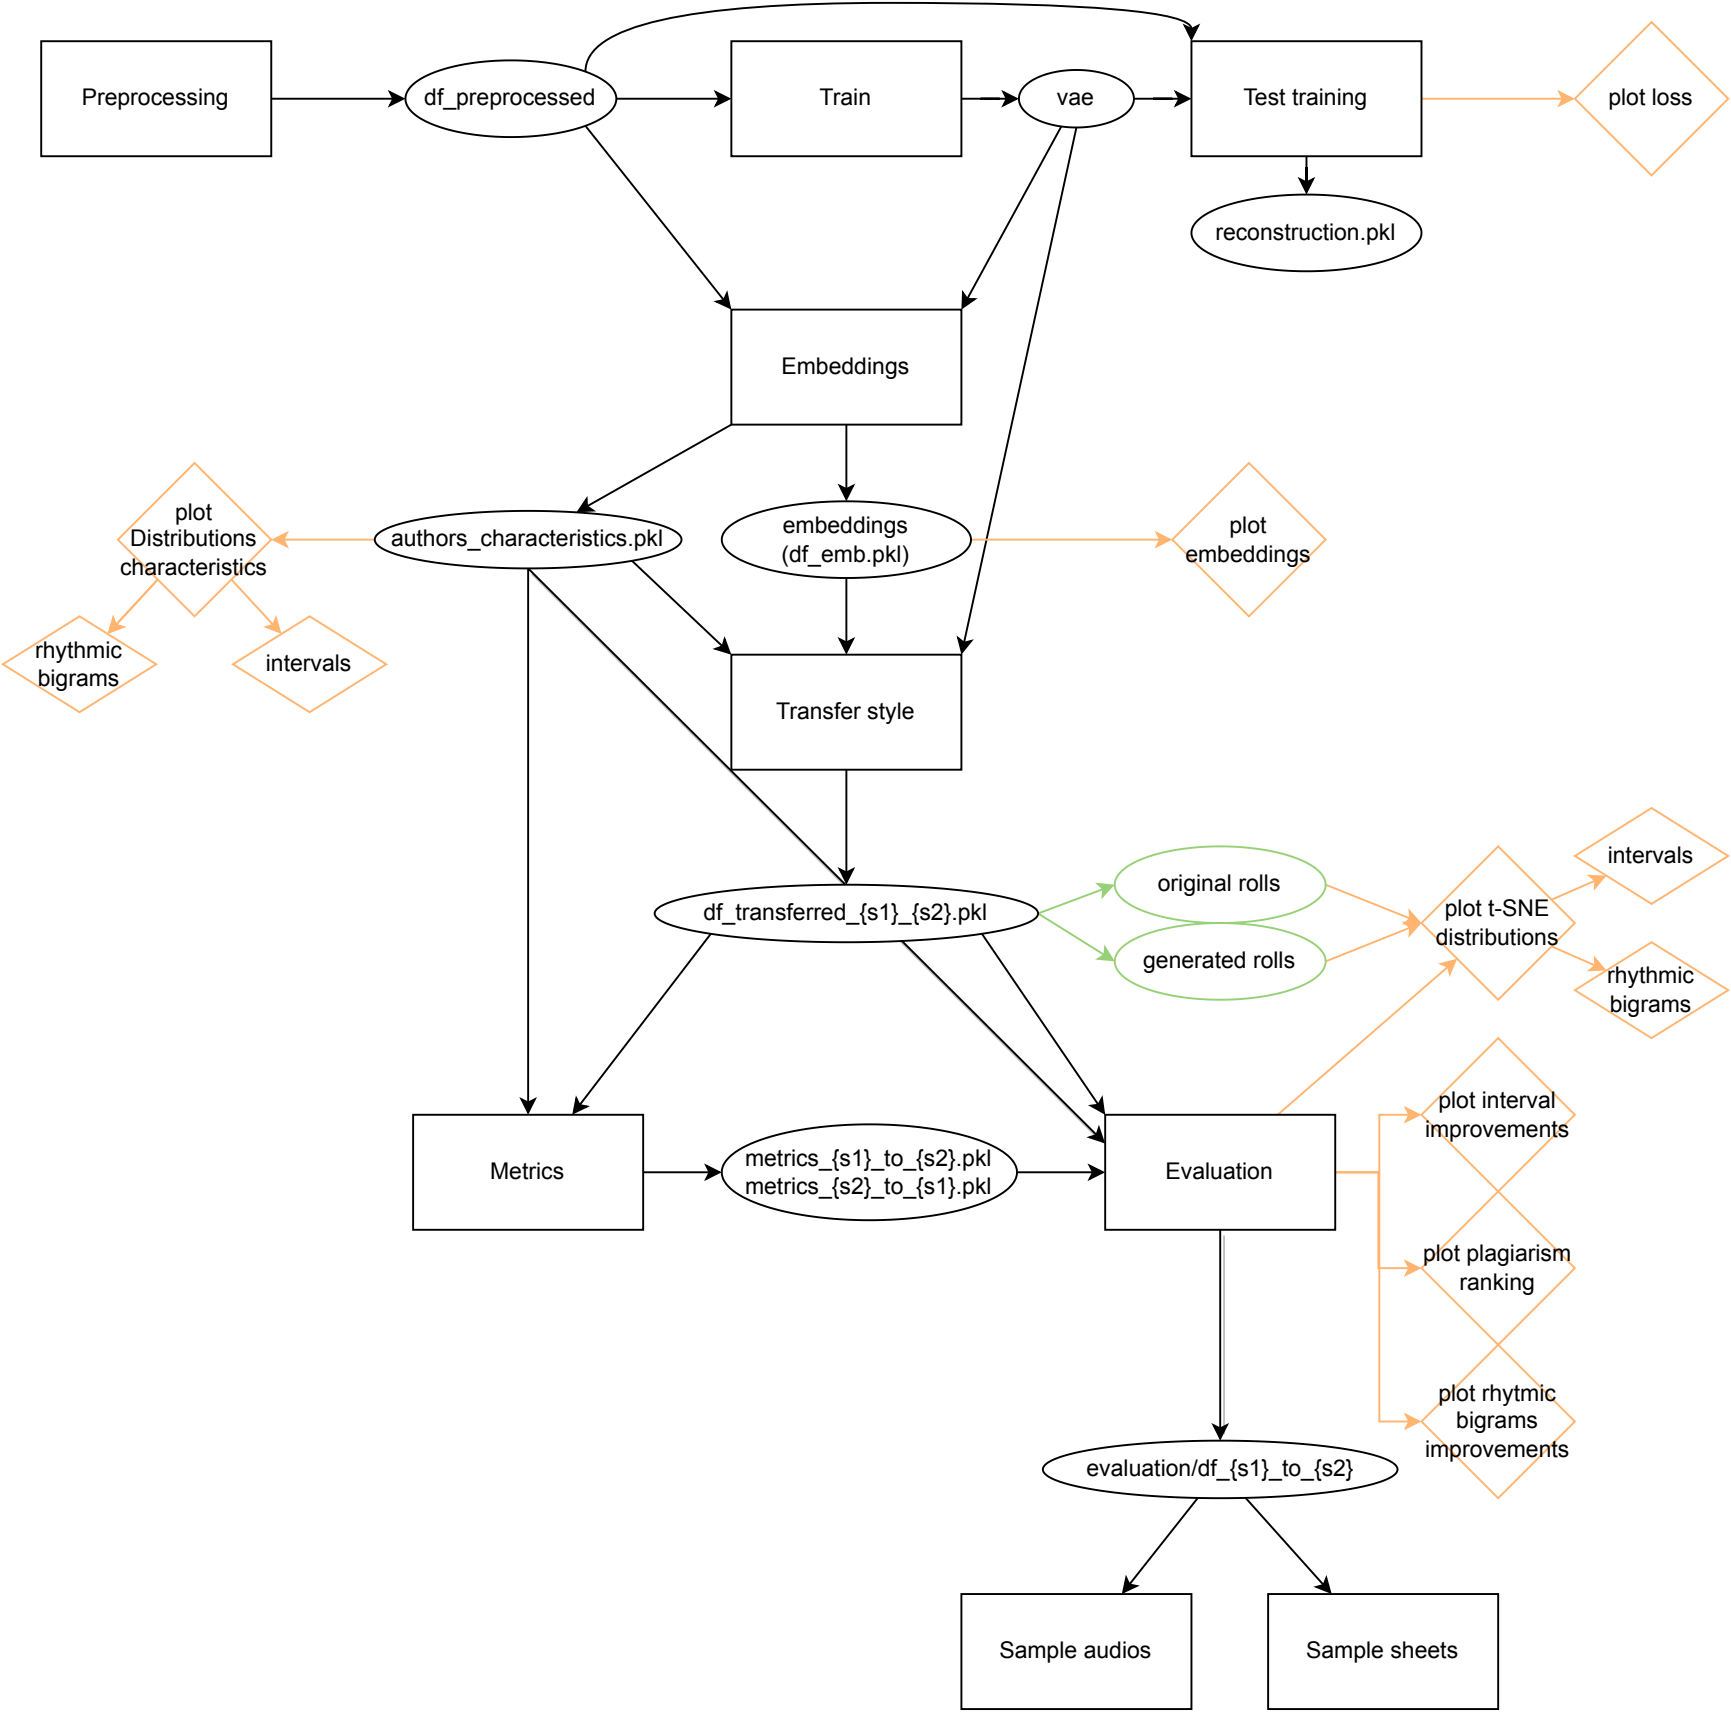 Preprocessing
df_preprocessed
Train
vae
Test training
plot loss
reconstruction.pkl
Embeddings
plot
Distributions
characteristics
authors_characteristics.pkl
embeddings
(df_emb.pkl)
plot
embeddings
rhythmic
bigrams
intervals
Transfer style
intervals
original rolls
plot t-SNE
distributions
df_transferred_{s1}_{s2}.pkl
generated rolls
rhythmic
bigrams
plot interval
improvements
Metrics
metrics_{s1}_to_{s2}.pkl
metrics_{s2}_to_{s1}.pkl
Evaluation
plot plagiarism
ranking
plot rhytmic
bigrams
improvements
evaluation/df_{s1}_to_{s2}
Sample audios
Sample sheets